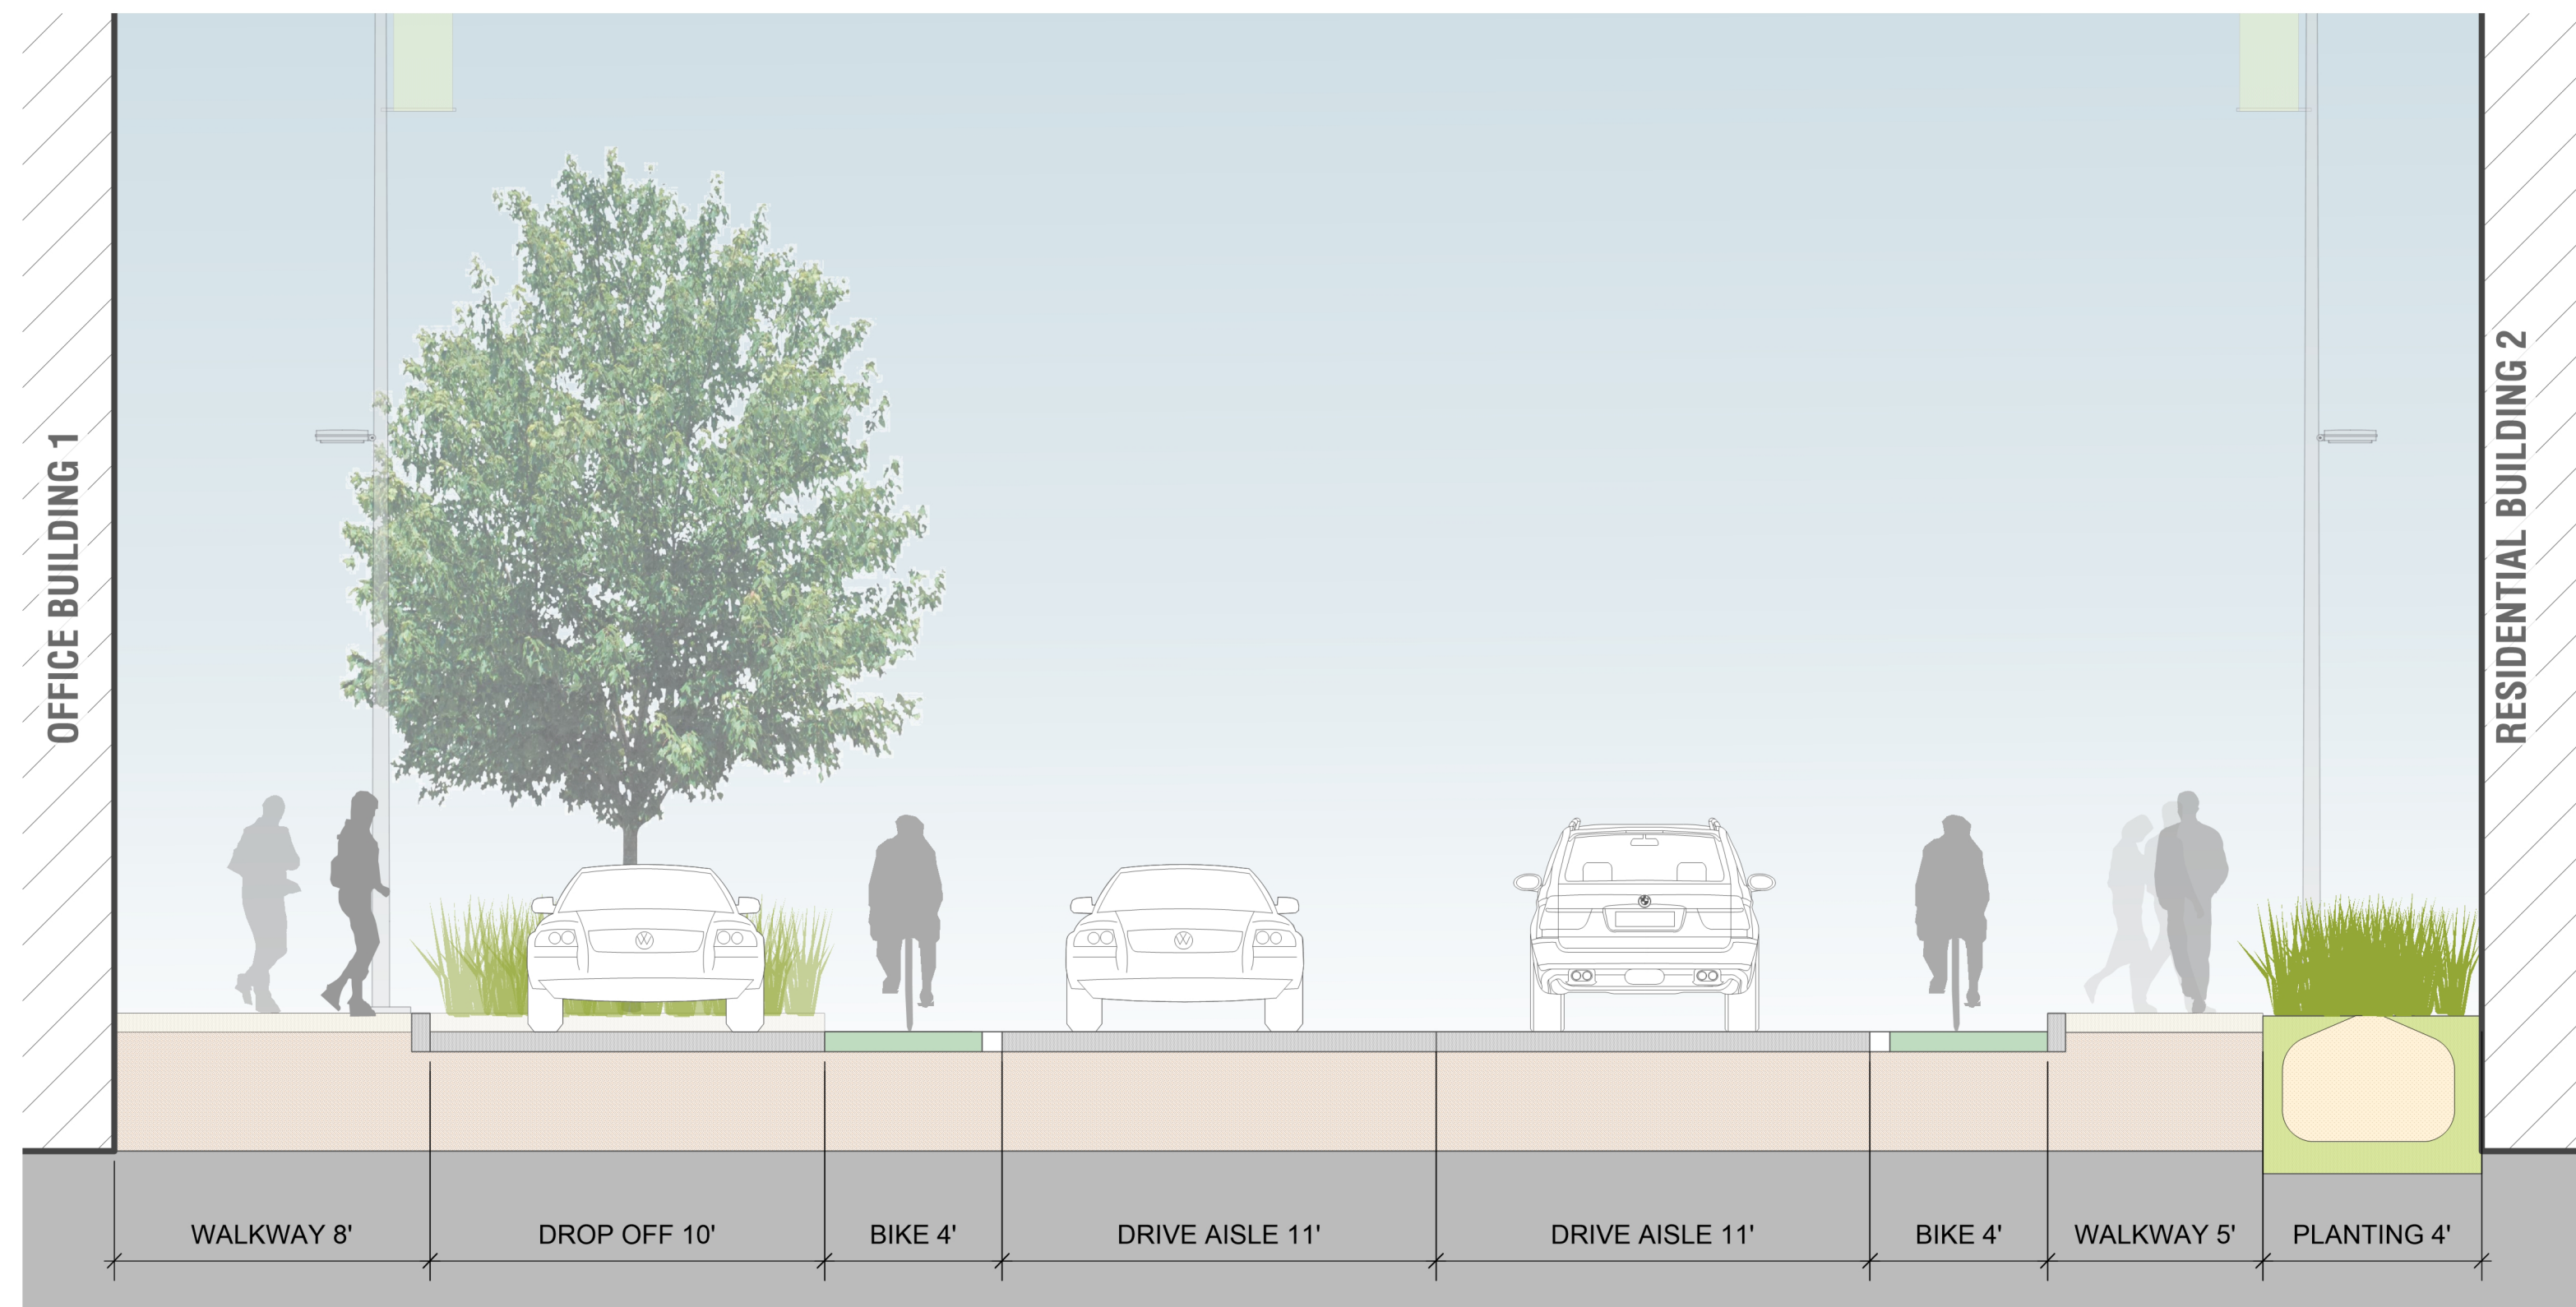 OFFICE BUILDING 1
RESIDENTIAL BUILDING 2
WALKWAY 8'
DROP OFF 10'
BIKE 4'
DRIVE AISLE 11'
DRIVE AISLE 11'
BIKE 4'
WALKWAY 5'
PLANTING 4'